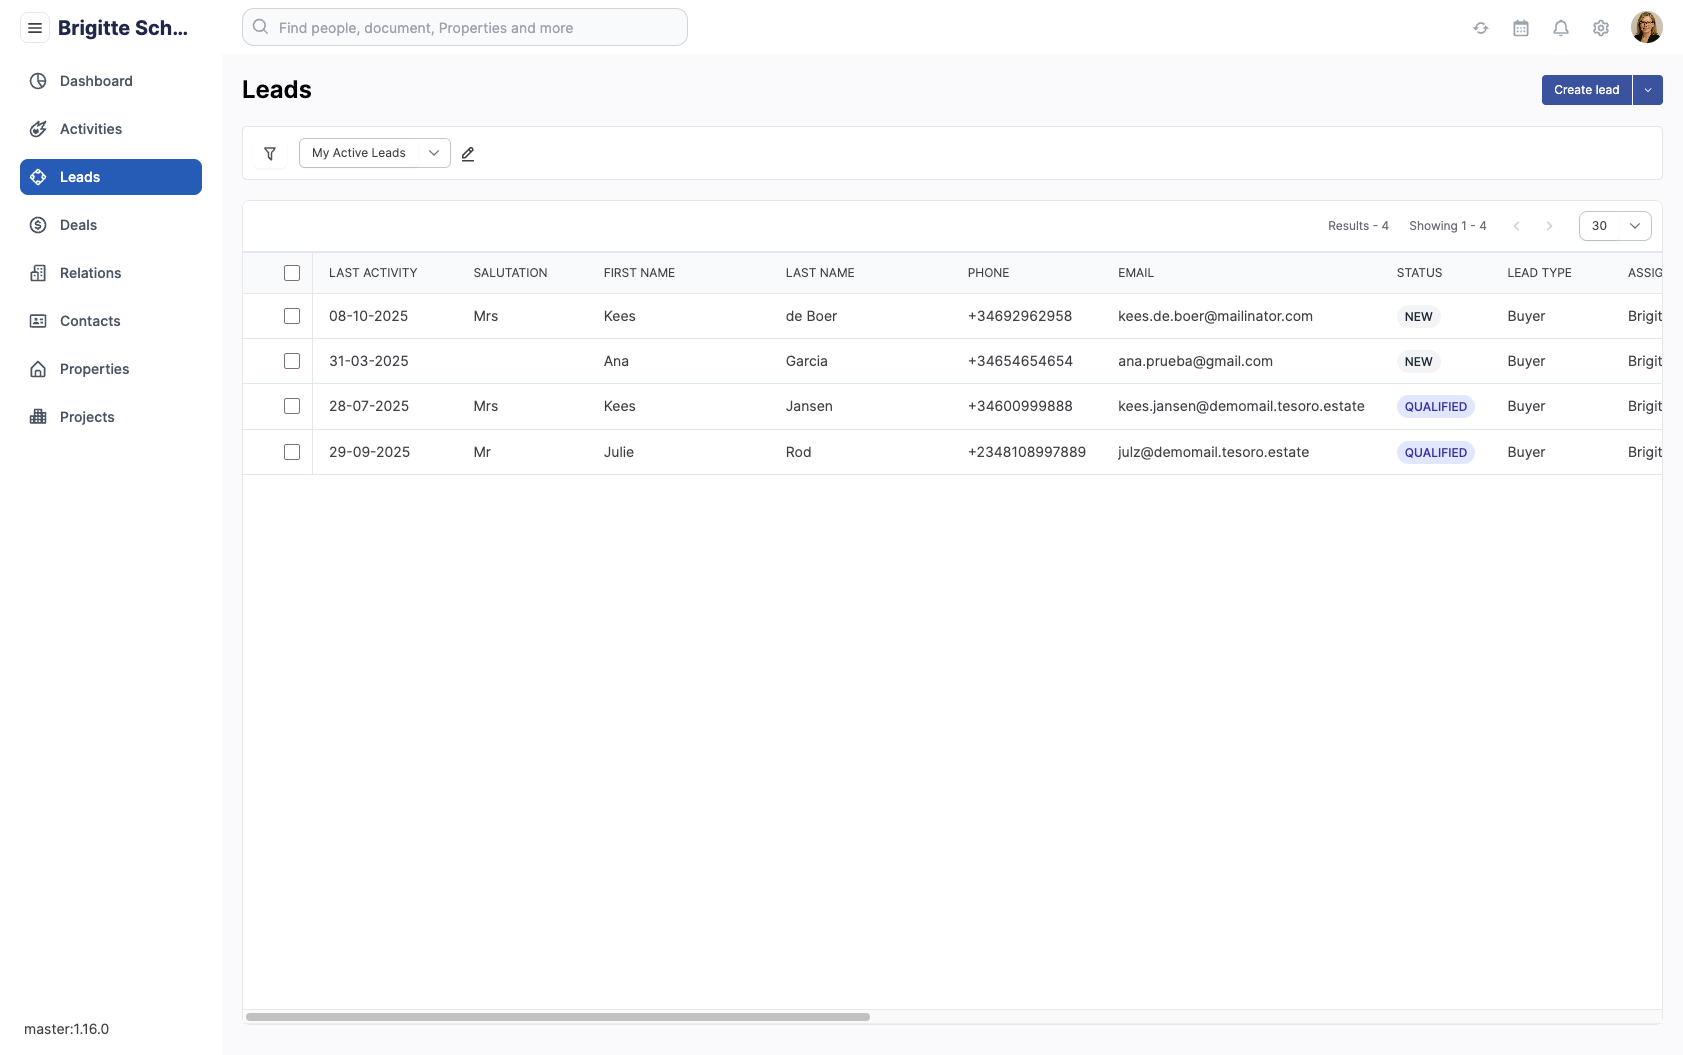 Brigitte Sch...
Find people, document, Properties and more
Dashboard
Activities
Leads
Deals
Relations
Contacts
Properties
Projects
master:1.16.0
Leads
Create lead
My Active Leads
Results - 4 Showing 1 - 4 30
LAST ACTIVITY SALUTATION FIRST NAME LAST NAME PHONE EMAIL STATUS LEAD TYPE ASSIG
08-10-2025 Mrs Kees de Boer +34692962958 kees.de.boer@mailinator.com NEW Buyer Brigit
31-03-2025 Ana Garcia +34654654654 ana.prueba@gmail.com NEW Buyer Brigit
28-07-2025 Mrs Kees Jansen +34600999888 kees.jansen@demomail.tesoro.estate QUALIFIED Buyer Brigit
29-09-2025 Mr Julie Rod +2348108997889 julz@demomail.tesoro.estate QUALIFIED Buyer Brigit